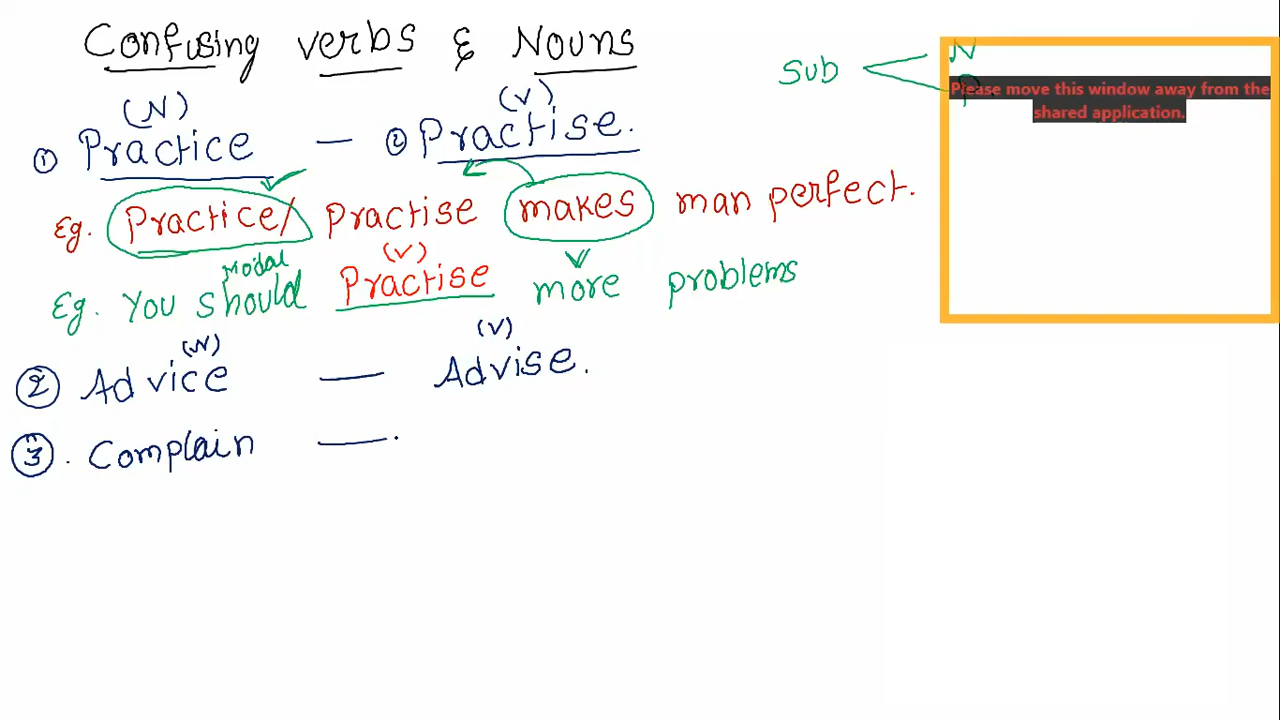 Confusing verbs & Nouns
Sub N
P
Please move this window away from the
shared application.
(N) (V)
① Practice — ② Practise.
Eg. Practice/ Practise makes man perfect.
Modal (V)
Eg. You should Practise more problems
(N) (V)
② Advice — Advise.
③. Complain —.